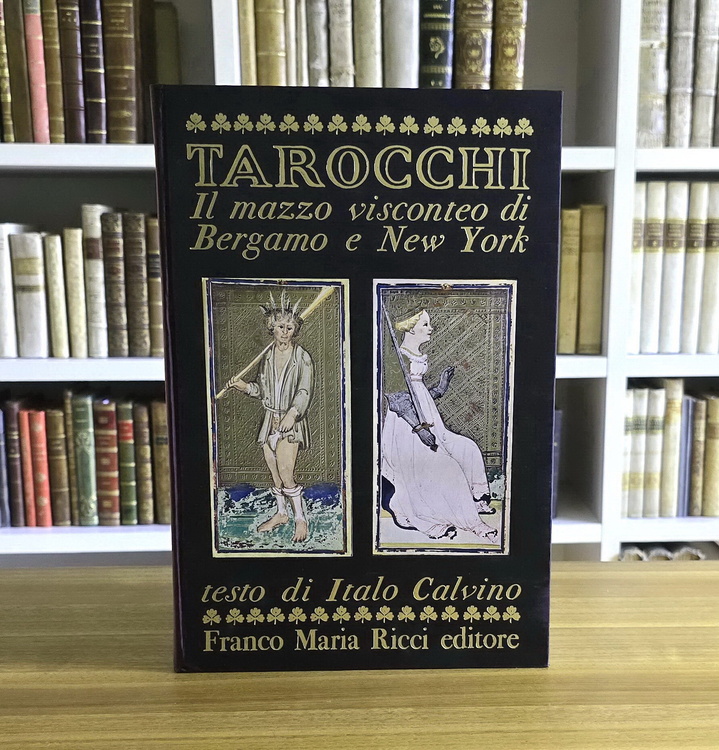 TAROCCHI
Il mazzo visconteo di
Bergamo e New York
testo di Italo Calvino
Franco Maria Ricci editore